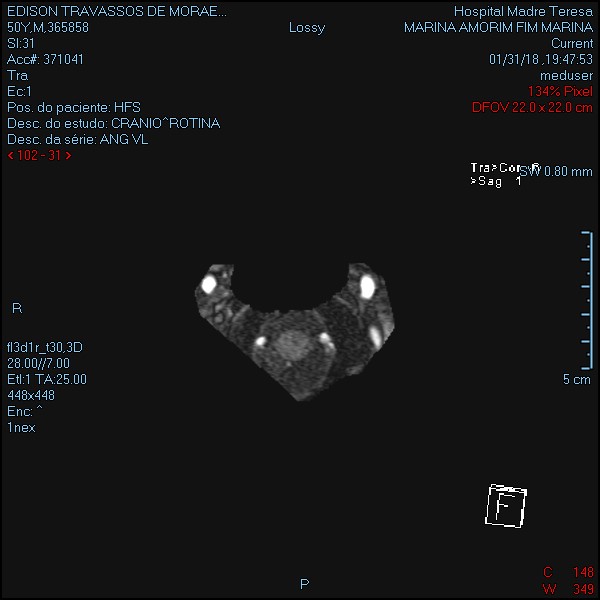 EDISON TRAVASSOS DE MORAE...
50Y,M,365858
Sl:31
Acc#: 371041
Tra
Ec:1
Pos. do paciente: HFS
Desc. do estudo: CRANIO^ROTINA
Desc. da série: ANG VL
< 102 - 31 >
Lossy
Hospital Madre Teresa
MARINA AMORIM FIM MARINA
Current
01/31/18 ,19:47:53
meduser
134% Pixel
DFOV 22.0 x 22.0 cm
Tra>Cor
SW 0.80 mm
>Sag 1
R
fl3d1r_t30,3D
28.00//7.00
Etl:1 TA:25.00
448x448
Enc: ^
1nex
5 cm
F
P
C 148
W 349